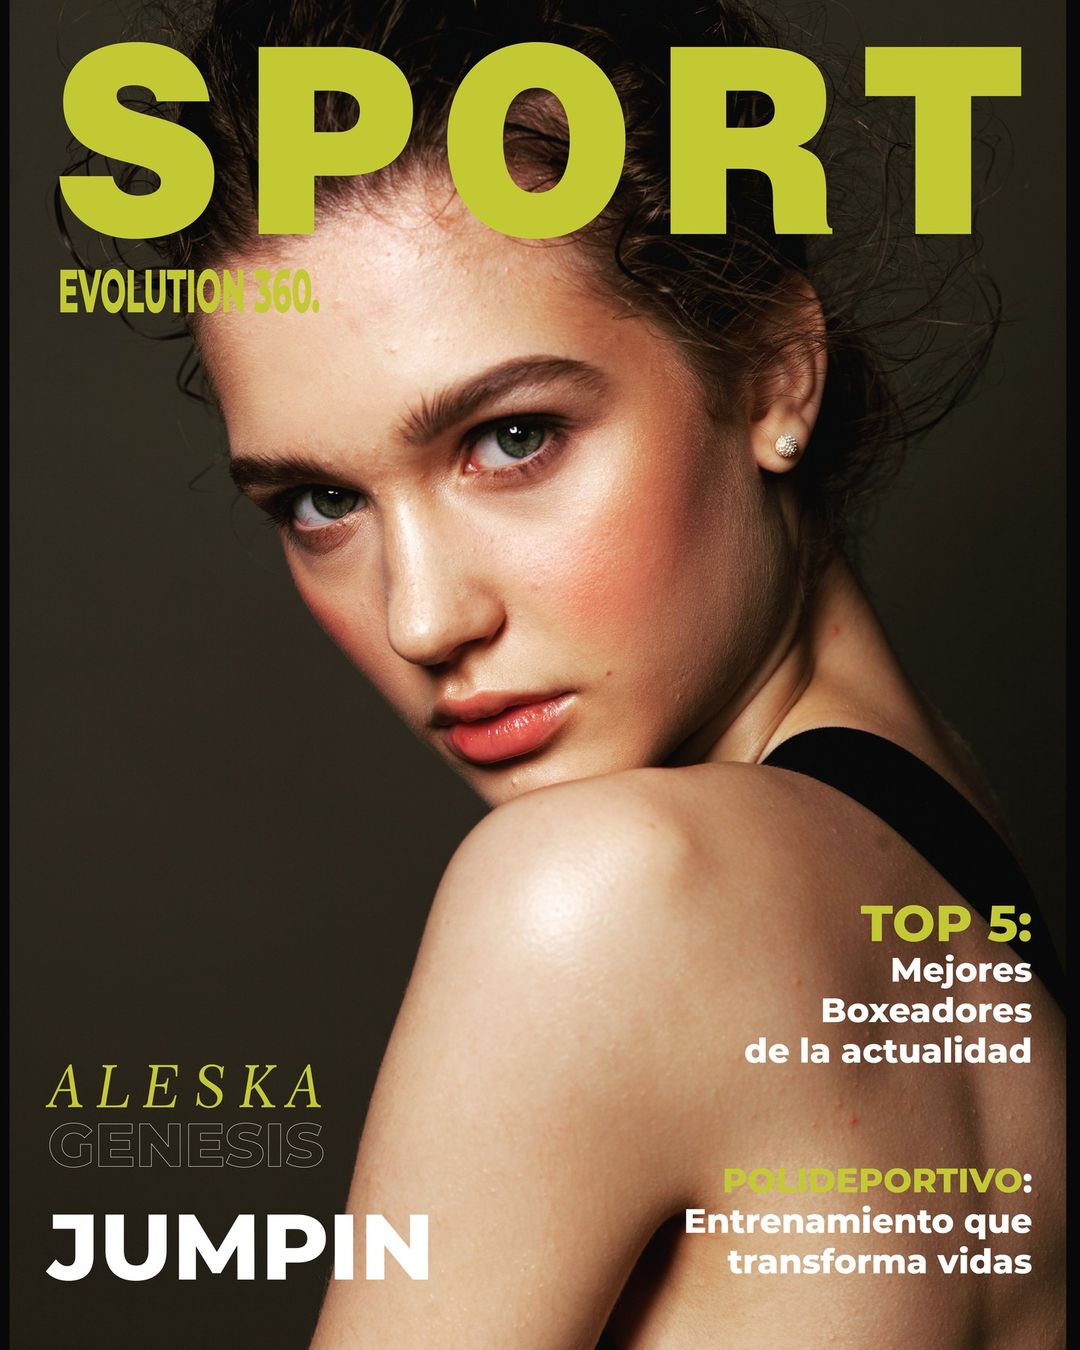 SPORT
EVOLUTION 360.
TOP 5:
Mejores
Boxeadores
de la actualidad
ALESKA
GENESIS
JUMPIN
POLIDEPORTIVO:
Entrenamiento que
transforma vidas